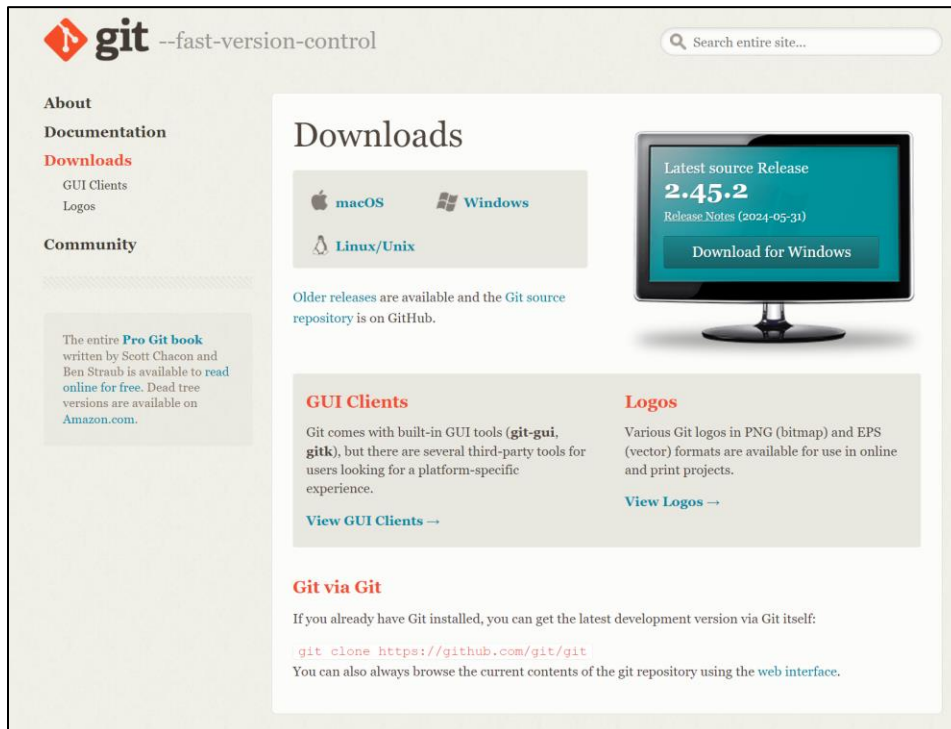 git --fast-version-control
Search entire site...
About
Documentation
Downloads
GUI Clients
Logos
Community
The entire Pro Git book
written by Scott Chacon and
Ben Straub is available to read
online for free. Dead tree
versions are available on
Amazon.com.
Downloads
macOS
Windows
Linux/Unix
Older releases are available and the Git source
repository is on GitHub.
Latest source Release
2.45.2
Release Notes (2024-05-31)
Download for Windows
GUI Clients
Git comes with built-in GUI tools (git-gui,
gitk), but there are several third-party tools for
users looking for a platform-specific
experience.
View GUI Clients →
Logos
Various Git logos in PNG (bitmap) and EPS
(vector) formats are available for use in online
and print projects.
View Logos →
Git via Git
If you already have Git installed, you can get the latest development version via Git itself:
git clone https://github.com/git/git
You can also always browse the current contents of the git repository using the web interface.